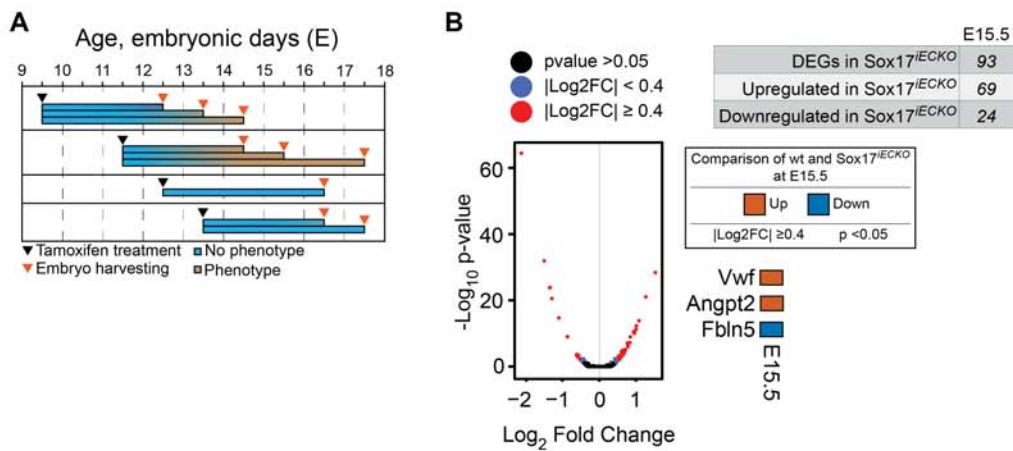 A
Age, embryonic days (E)
9 10 11 12 13 14 15 16 17 18
Tamoxifen treatment
No phenotype
Embryo harvesting
Phenotype
B
pvalue >0.05
|Log2FC| < 0.4
|Log2FC| ≥ 0.4
E15.5
DEGs in Sox17iECKO 93
Upregulated in Sox17iECKO 69
Downregulated in Sox17iECKO 24
-Log10 p-value
60
40
20
0
−2 −1 0 1 2
Log2 Fold Change
Comparison of wt and Sox17iECKO
at E15.5
Up Down
|Log2FC| ≥0.4 p <0.05
Vwf
Angpt2
Fbln5
E15.5